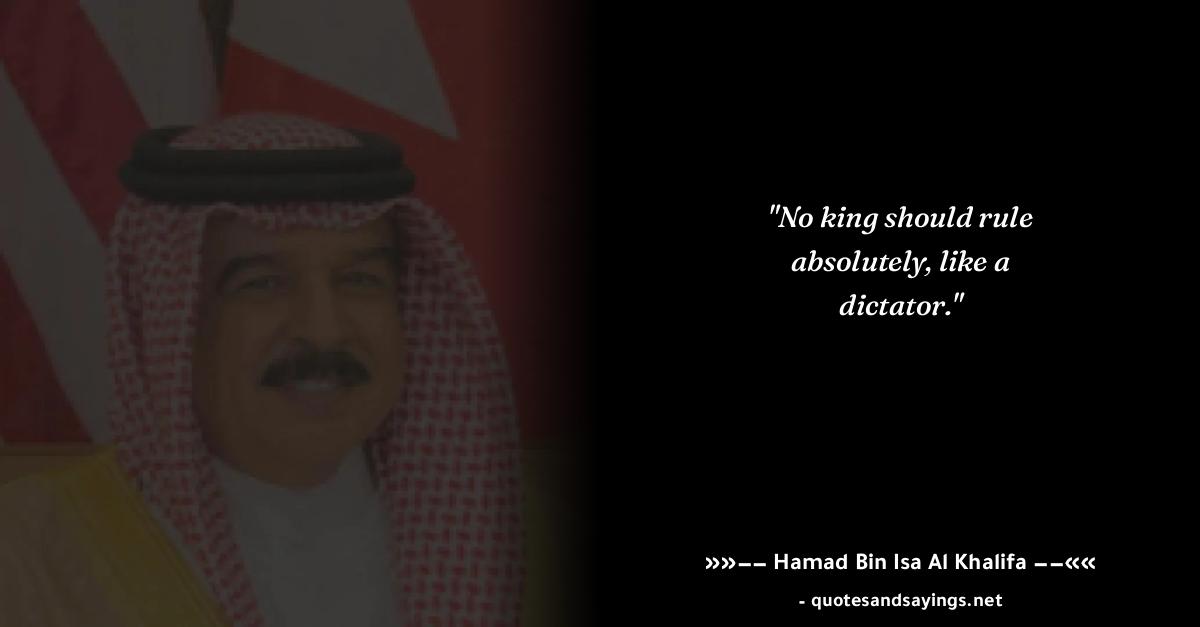 "No king should rule
absolutely, like a
dictator."
»»−− Hamad Bin Isa Al Khalifa −−««
- quotesandsayings.net